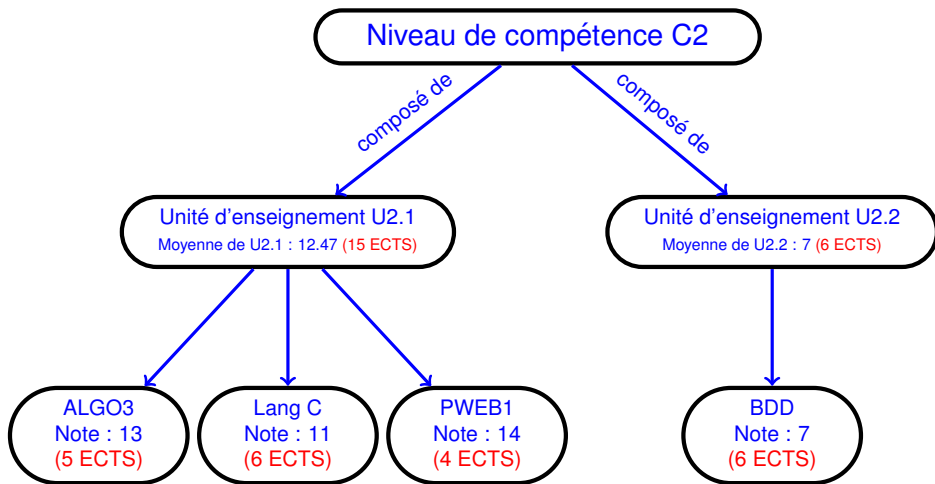 Niveau de compétence C2
composé de
composé de
Unité d'enseignement U2.1
Moyenne de U2.1 : 12.47 (15 ECTS)
Unité d'enseignement U2.2
Moyenne de U2.2 : 7 (6 ECTS)
ALGO3
Note : 13
(5 ECTS)
Lang C
Note : 11
(6 ECTS)
PWEB1
Note : 14
(4 ECTS)
BDD
Note : 7
(6 ECTS)